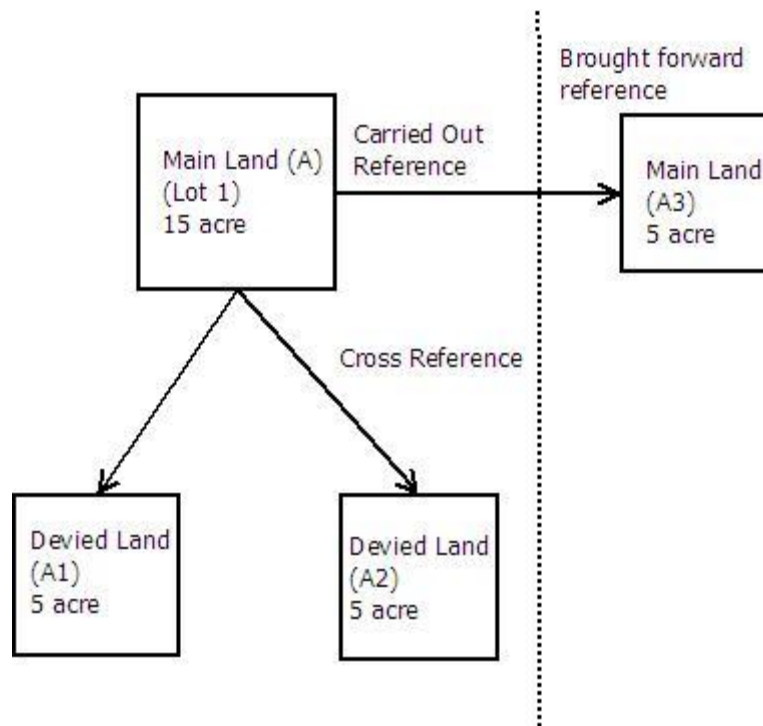 Brought forward
reference
Main Land (A)
(Lot 1)
15 acre
Carried Out
Reference
Main Land
(A3)
5 acre
Cross Reference
Devied Land
(A1)
5 acre
Devied Land
(A2)
5 acre